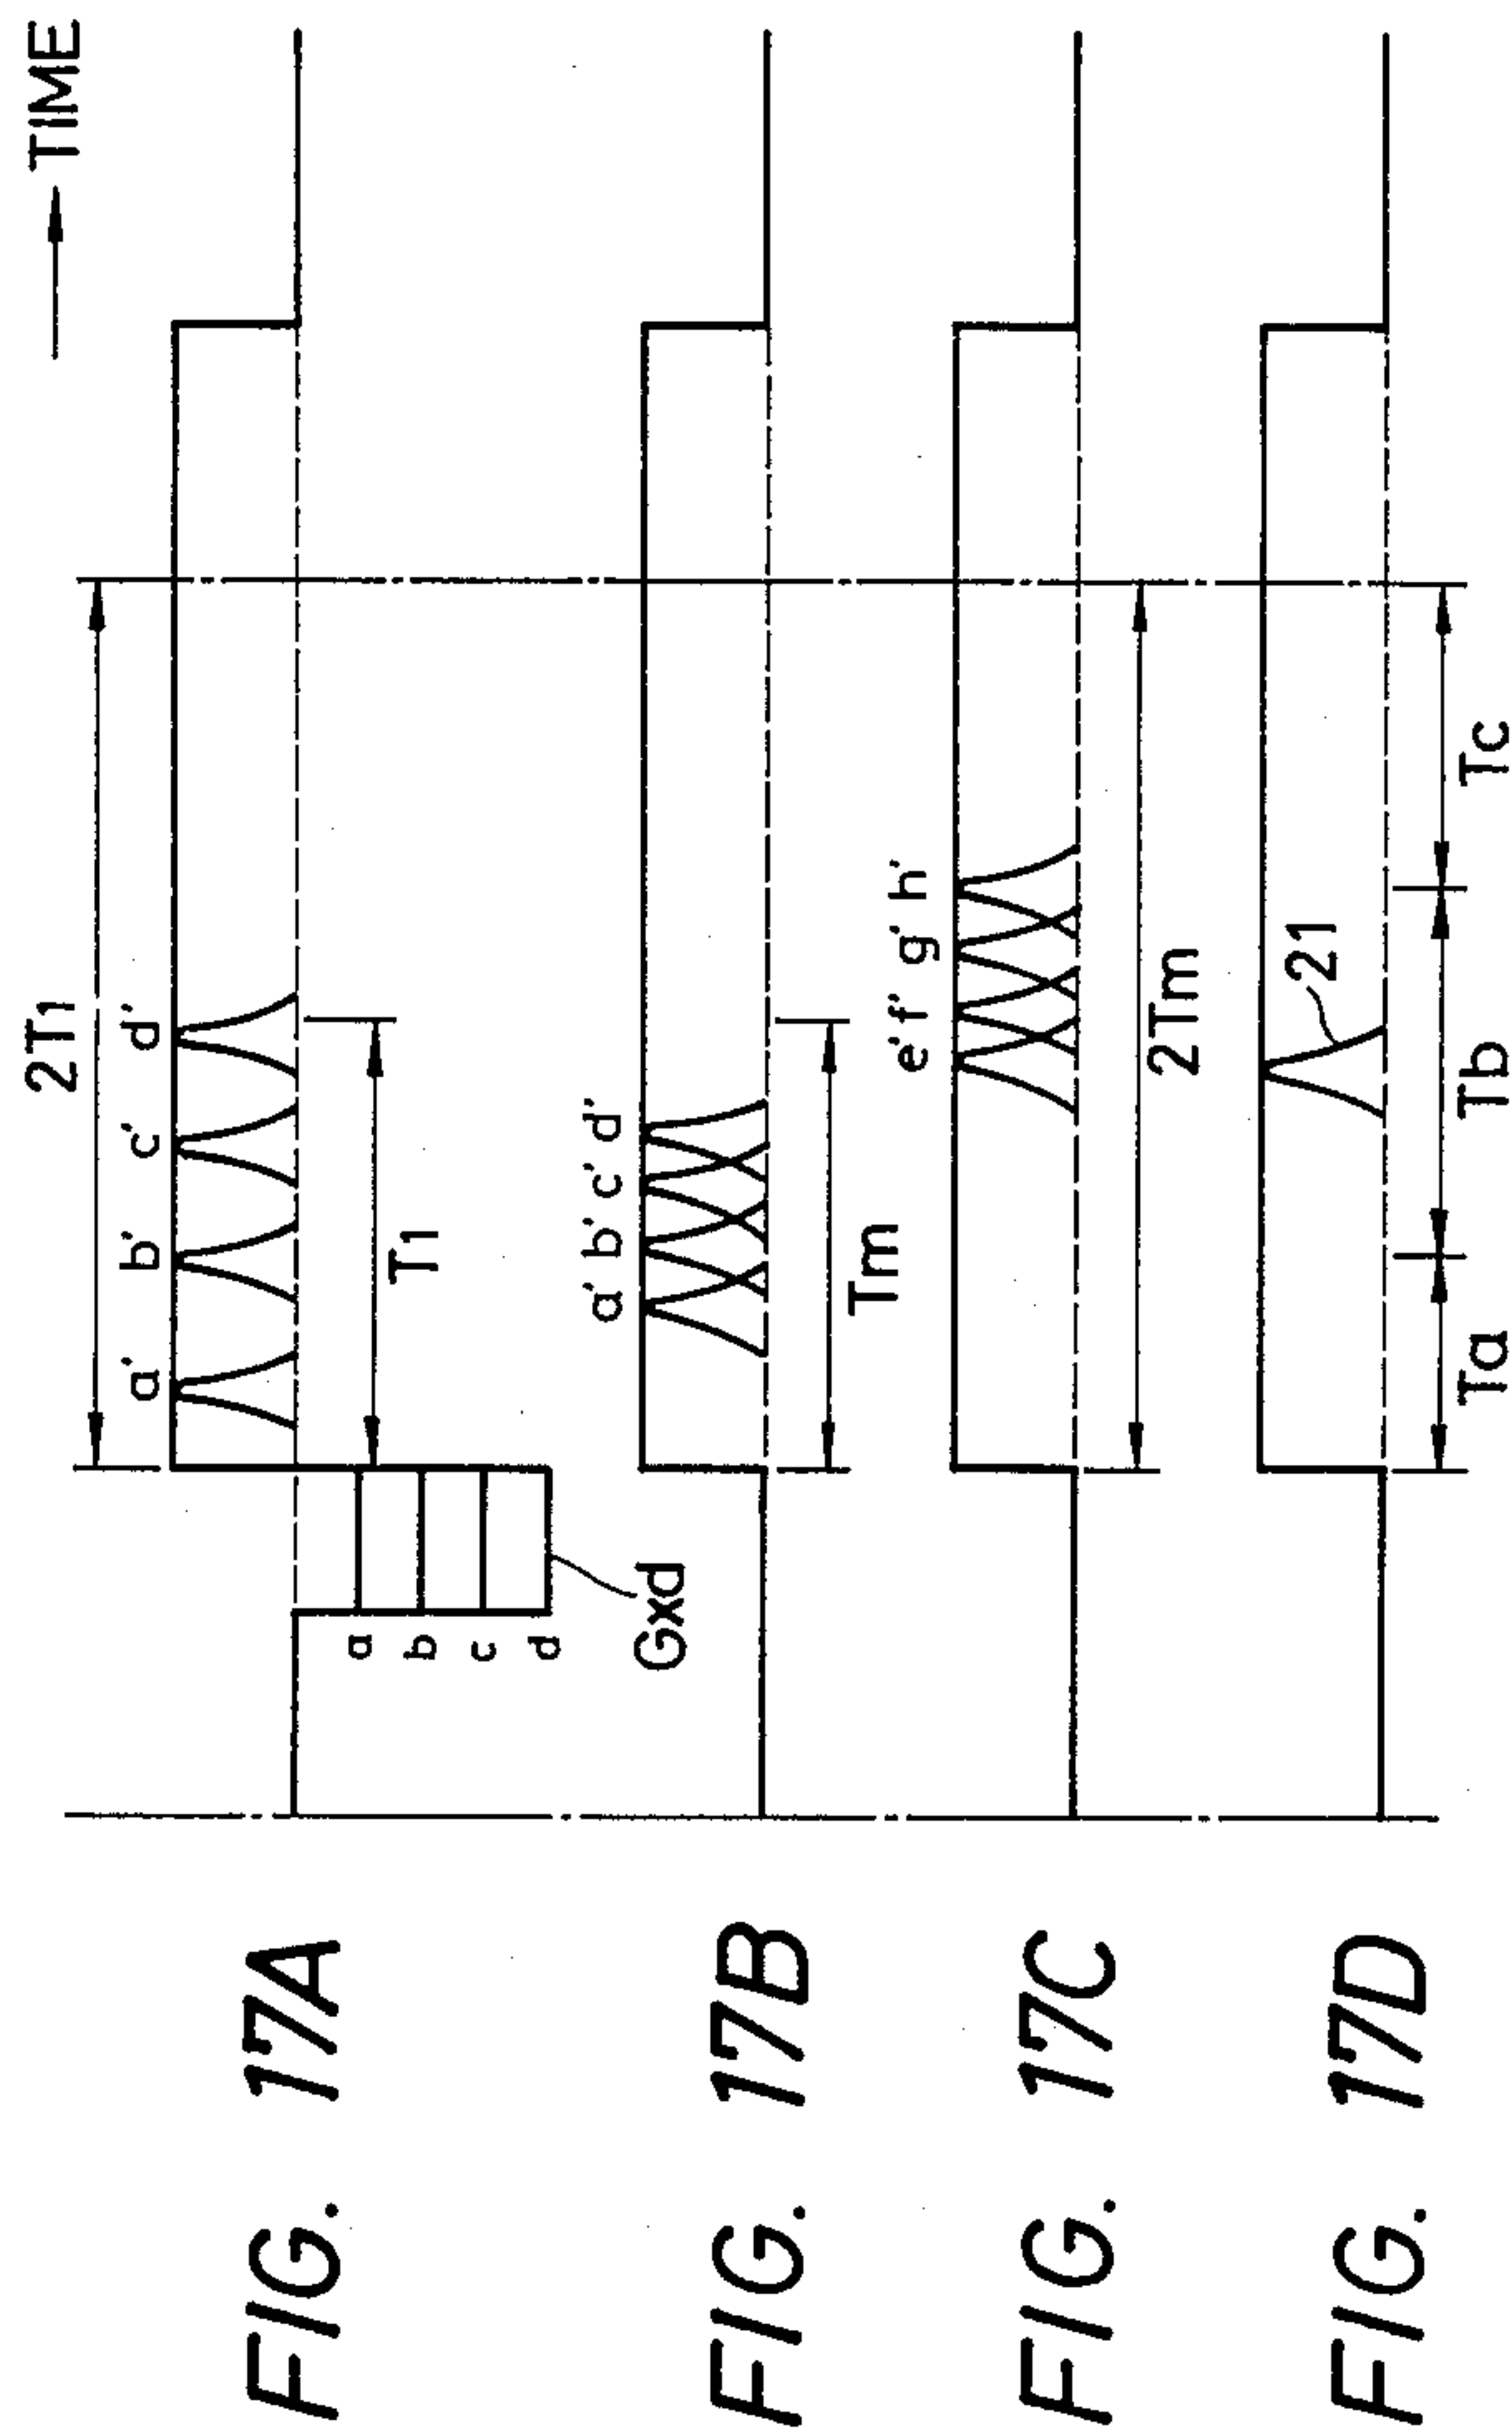 TIME
2T1
a' b' c' d'
T1
a
b
c
d
Gxd
FIG. 17A
a' b' c' d'
Tm
FIG. 17B
e' f' g' h'
2Tm
FIG. 17C
21
Ta Tb Tc
FIG. 17D